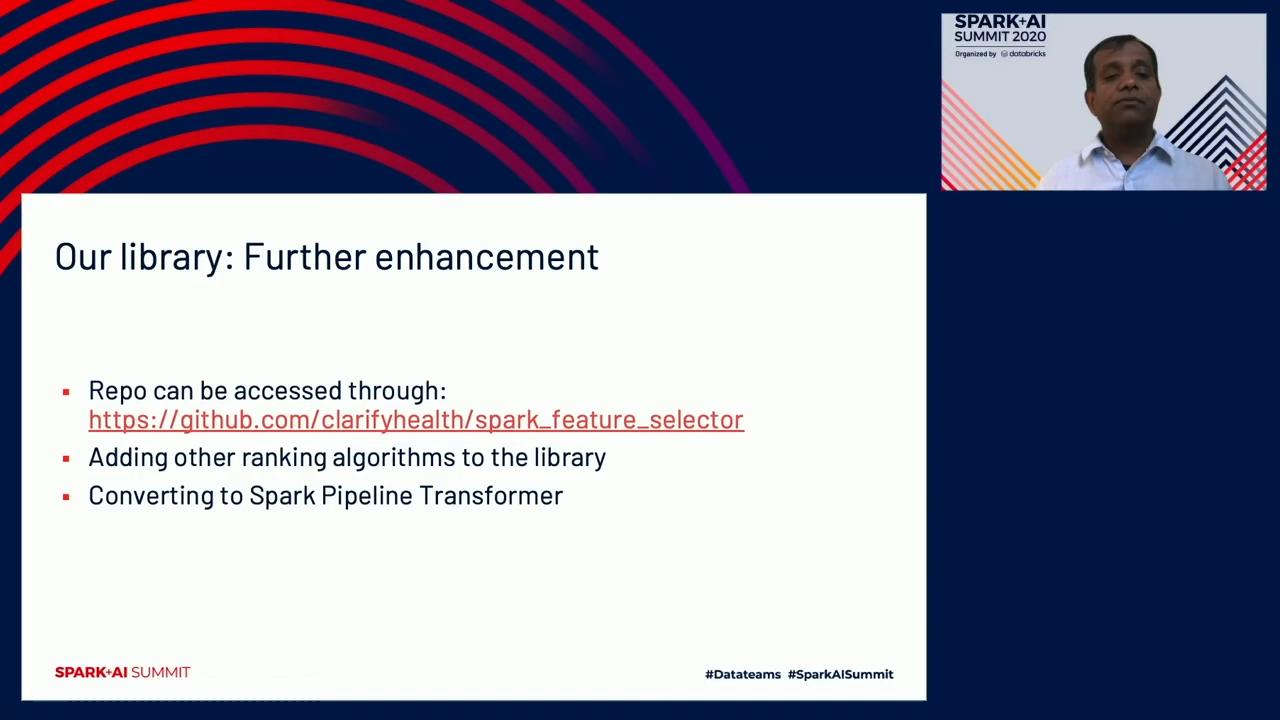 SPARK+AI
SUMMIT 2020
Organized by databricks
Our library: Further enhancement
Repo can be accessed through:
https://github.com/clarifyhealth/spark_feature_selector
Adding other ranking algorithms to the library
Converting to Spark Pipeline Transformer
SPARK+AI SUMMIT
#Datateams #SparkAISummit